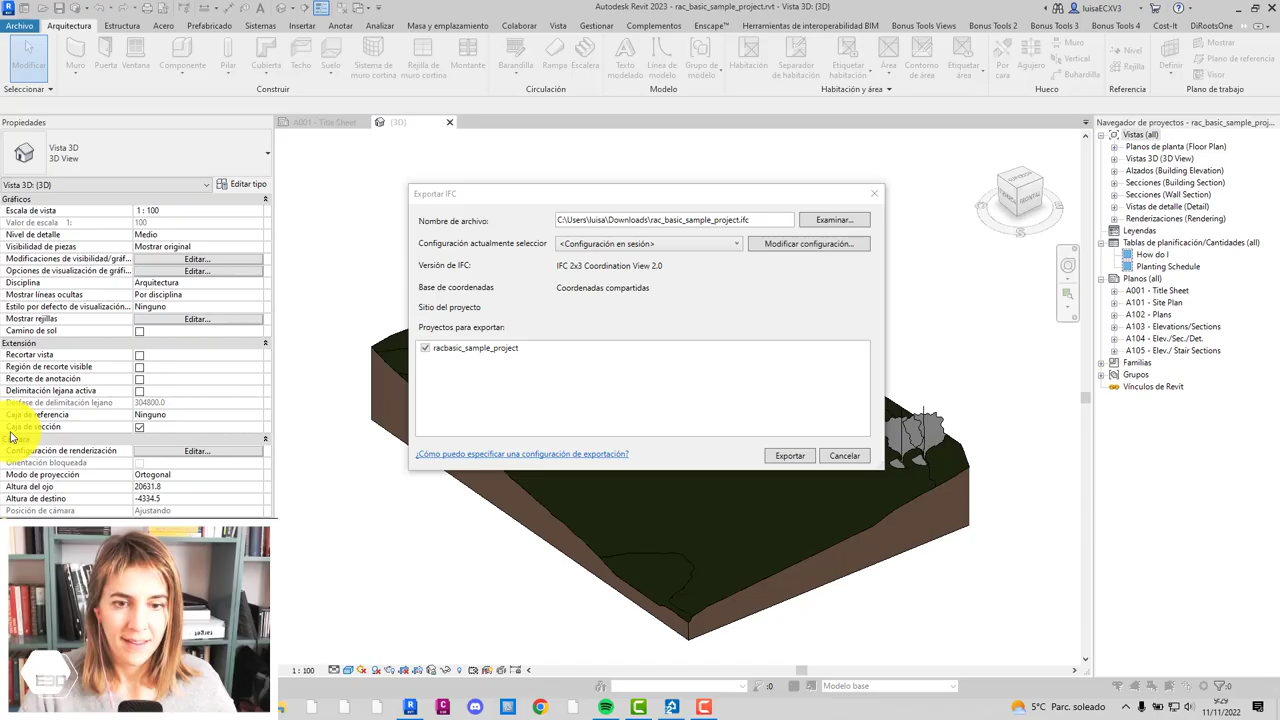 Autodesk Revit 2023 - rac_basic_sample_project.rvt - Vista 3D: {3D}
luisaECXV3
Archivo Arquitectura Estructura Acero Prefabricado Sistemas Insertar Anotar Analizar Masa y emplazamiento Colaborar Vista Gestionar Complementos Enscape™ Herramientas de interoperabilidad BIM Bonus Tools Views Bonus Tools 2 Bonus Tools 3 Bonus Tools 4 Cost-It DiRootsOne
Modificar
Muro
Puerta
Ventana
Componente
Pilar
Cubierta
Techo
Suelo
Sistema de
muro cortina
Rejilla de
muro cortina
Montante
Barandilla
Rampa
Escalera
Texto
modelado
Línea de
modelo
Grupo de
modelo
Habitación
Separador
de habitación
Etiquetar
habitación
Área
Contorno
de área
Etiquetar
área
Por
cara
Agujero
Muro
Vertical
Buhardilla
Nivel
Rejilla
Definir
Mostrar
Plano de referencia
Visor
Seleccionar
Construir
Circulación
Modelo
Habitación y área
Hueco
Referencia
Plano de trabajo
Propiedades
A001 - Title Sheet
{3D}
Vista 3D
3D View
Vista 3D: {3D}
Editar tipo
Gráficos
Escala de vista 1 : 100
Valor de escala 1: 100
Nivel de detalle Medio
Visibilidad de piezas Mostrar original
Modificaciones de visibilidad/gráf... Editar...
Opciones de visualización de gráfi... Editar...
Disciplina Arquitectura
Mostrar líneas ocultas Por disciplina
Estilo por defecto de visualización... Ninguno
Mostrar rejillas Editar...
Camino de sol
Extensión
Recortar vista
Región de recorte visible
Recorte de anotación
Delimitación lejana activa
Desfase de delimitación lejano 304800.0
Caja de referencia Ninguno
Caja de sección
Cámara
Configuración de renderización Editar...
Orientación bloqueada
Modo de proyección Ortogonal
Altura del ojo 20631.8
Altura de destino -4334.5
Posición de cámara Ajustando
Exportar IFC
Nombre de archivo: C:\Users\luisa\Downloads\rac_basic_sample_project.ifc Examinar...
Configuración actualmente seleccior <Configuración en sesión> Modificar configuración...
Versión de IFC: IFC 2x3 Coordination View 2.0
Base de coordenadas Coordenadas compartidas
Sitio del proyecto
Proyectos para exportar:
racbasic_sample_project
¿Cómo puedo especificar una configuración de exportación?
Exportar
Cancelar
Navegador de proyectos - rac_basic_sample_proj...
Vistas (all)
Planos de planta (Floor Plan)
Vistas 3D (3D View)
Alzados (Building Elevation)
Secciones (Building Section)
Secciones (Wall Section)
Vistas de detalle (Detail)
Renderizaciones (Rendering)
Leyendas
Tablas de planificación/Cantidades (all)
How do I
Planting Schedule
Planos (all)
A001 - Title Sheet
A101 - Site Plan
A102 - Plans
A103 - Elevations/Sections
A104 - Elev./Sec./Det.
A105 - Elev./ Stair Sections
Familias
Grupos
Vínculos de Revit
1 : 100
:0
Modelo base
:0
5°C Parc. soleado
11/11/2022